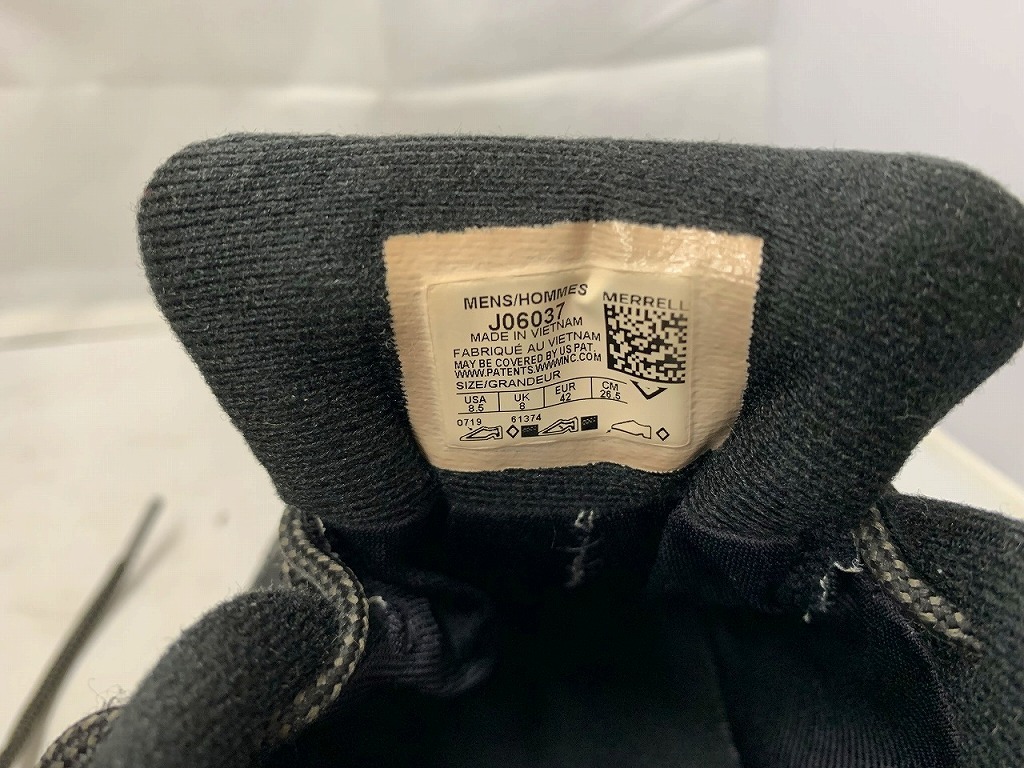 MENS/HOMMES
MERRELL
J06037
MADE IN VIETNAM
FABRIQUÉ AU VIETNAM
MAY BE COVERED BY US PAT.
WWW.PATENTS.WWWINC.COM
SIZE/GRANDEUR
USA UK EUR CM
8.5 8 42 26.5
0719 61374